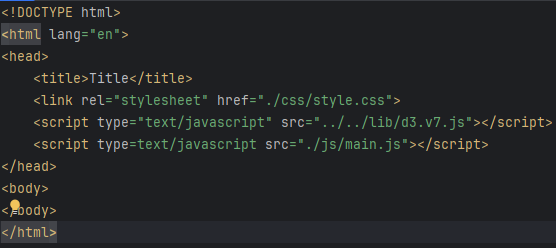 <!DOCTYPE html>
<html lang="en">
<head>
    <title>Title</title>
    <link rel="stylesheet" href="./css/style.css">
    <script type="text/javascript" src="../../lib/d3.v7.js"></script>
    <script type=text/javascript src="./js/main.js"></script>
</head>
<body>
</body>
</html>